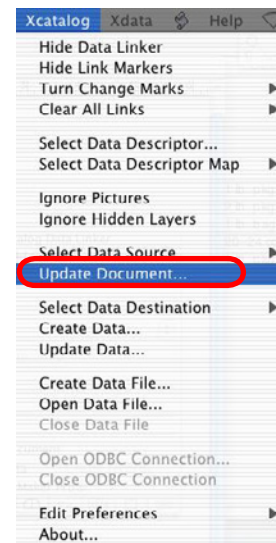 Xcatalog Xdata Help
Hide Data Linker
Hide Link Markers
Turn Change Marks
Clear All Links
Select Data Descriptor...
Select Data Descriptor Map
Ignore Pictures
Ignore Hidden Layers
Select Data Source
Update Document...
Select Data Destination
Create Data...
Update Data...
Create Data File...
Open Data File...
Close Data File
Open ODBC Connection...
Close ODBC Connection
Edit Preferences
About...